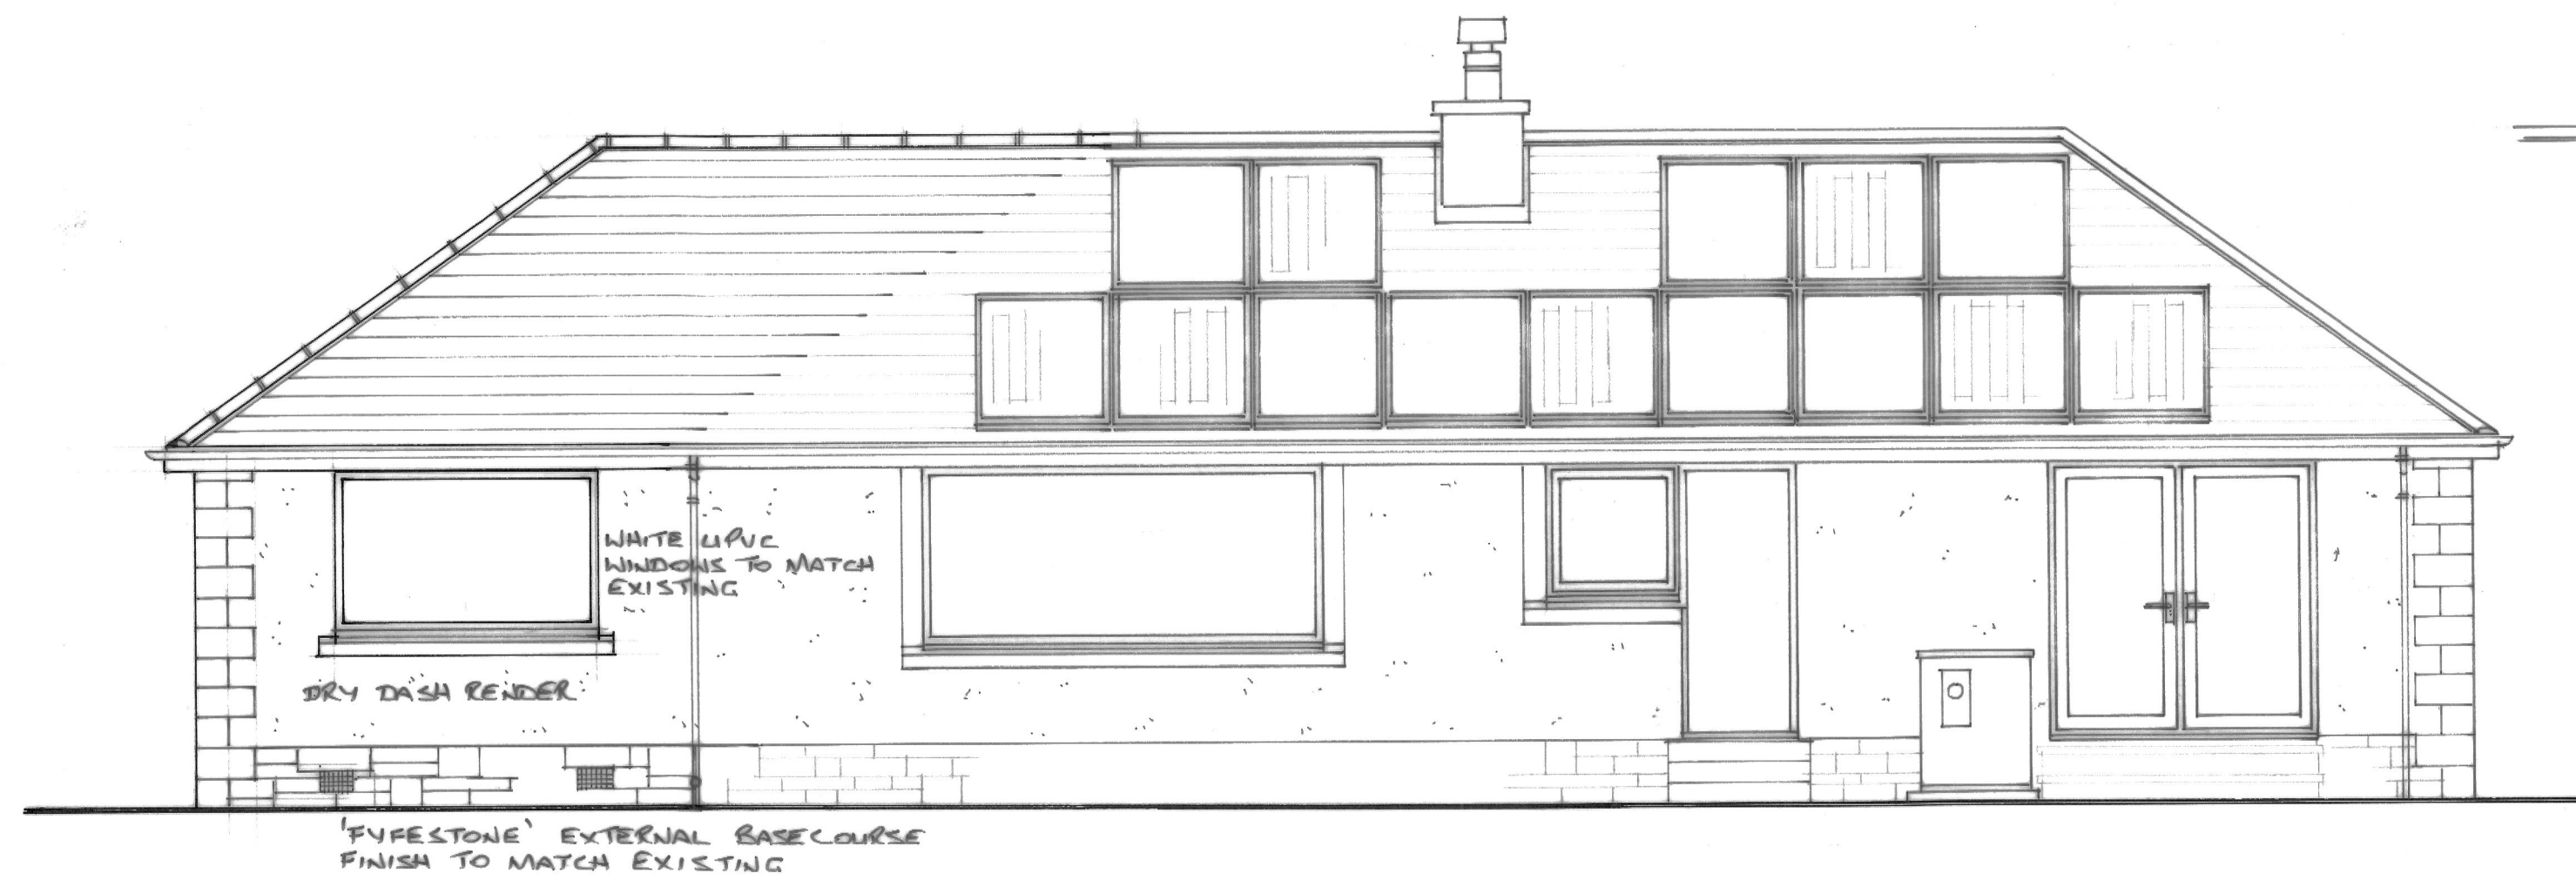 WHITE UPVC
WINDOWS TO MATCH
EXISTING
DRY DASH RENDER
'FYFESTONE' EXTERNAL BASECOURSE
FINISH TO MATCH EXISTING